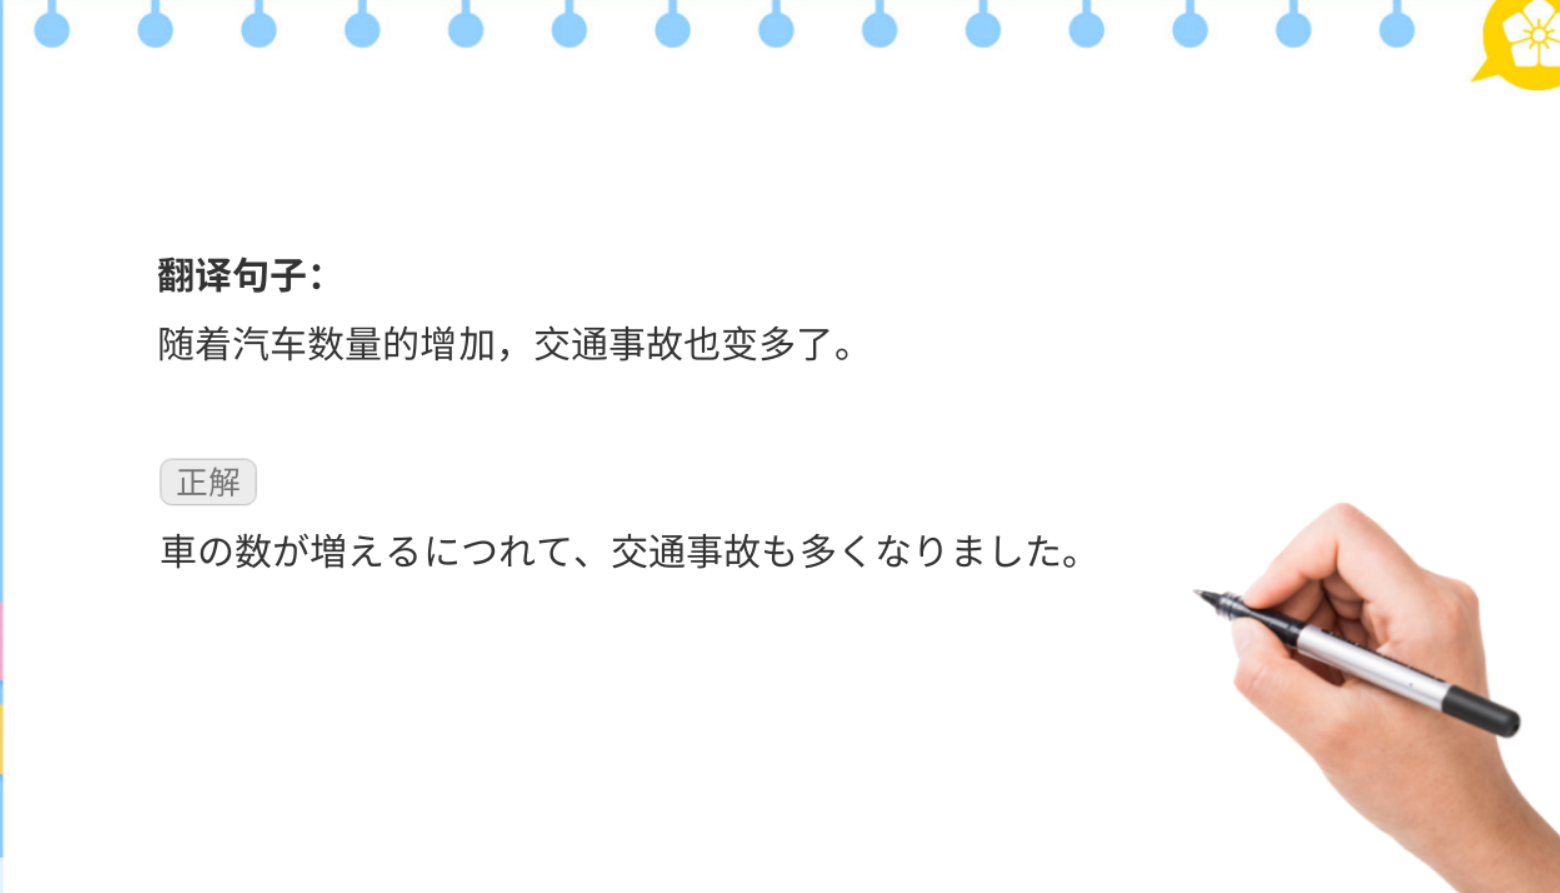 翻译句子：
随着汽车数量的增加，交通事故也变多了。
正解
車の数が増えるにつれて、交通事故も多くなりました。